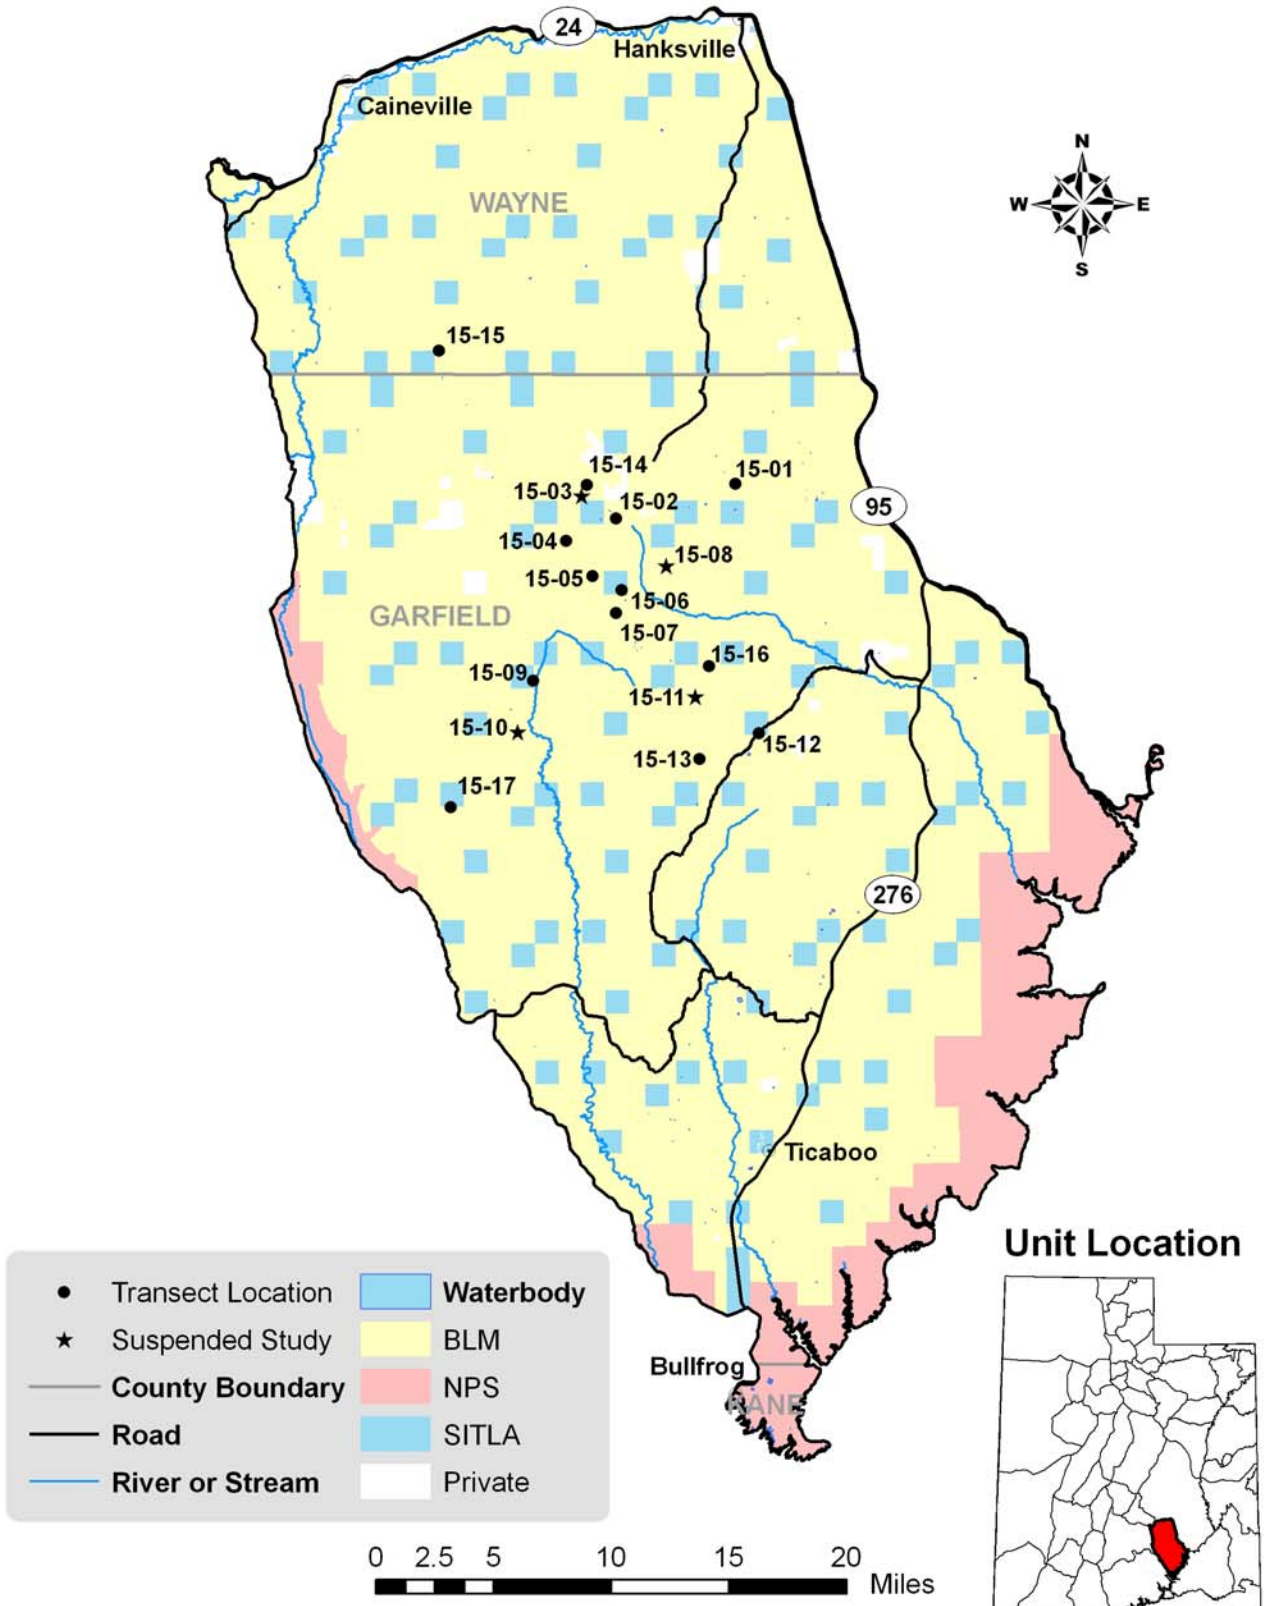 24
Hanksville
Caineville
N
W E
S
WAYNE
15-15
15-14
15-01
15-03
15-02
95
15-04
15-08
15-05
15-06
GARFIELD
15-07
15-16
15-09
15-11
15-10
15-12
15-13
15-17
276
Ticaboo
Bullfrog
KANE
Unit Location
Transect Location
Suspended Study
County Boundary
Road
River or Stream
Waterbody
BLM
NPS
SITLA
Private
0 2.5 5 10 15 20
Miles